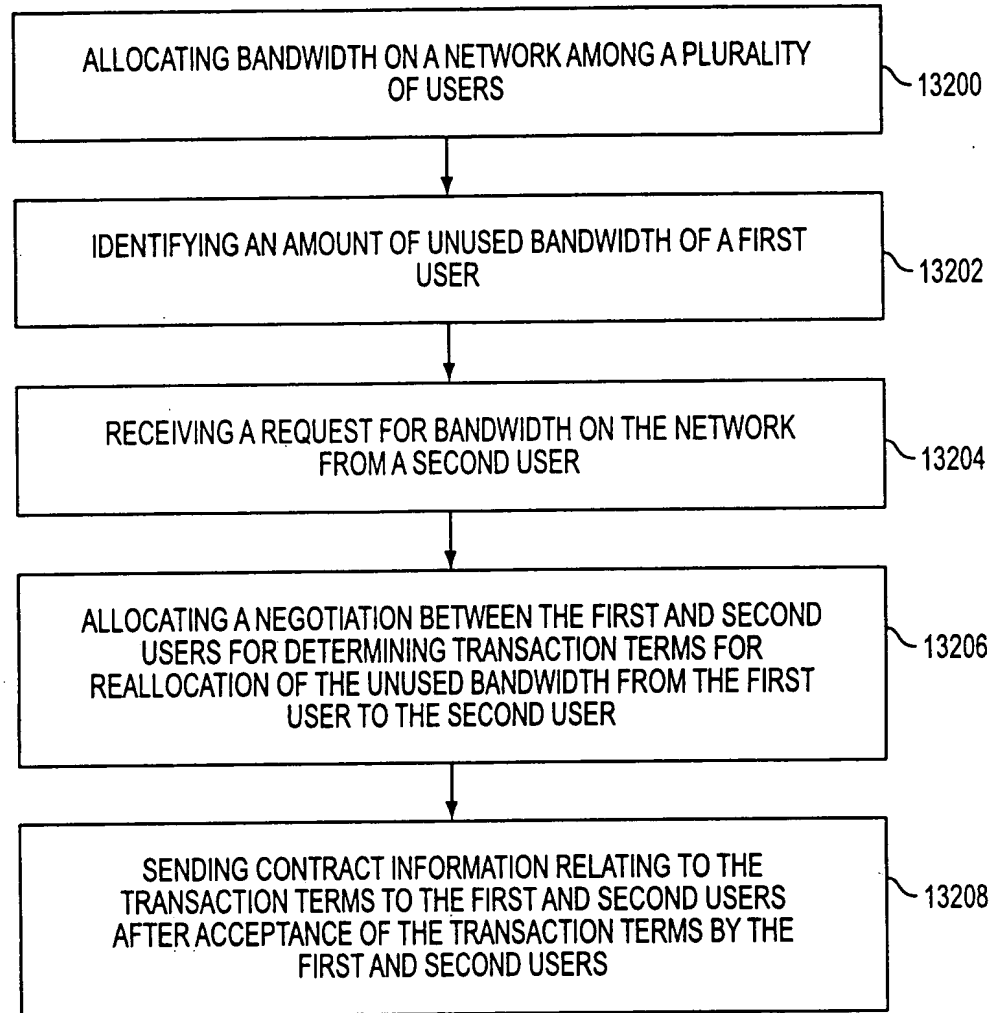 ALLOCATING BANDWIDTH ON A NETWORK AMONG A PLURALITY
OF USERS
13200
IDENTIFYING AN AMOUNT OF UNUSED BANDWIDTH OF A FIRST
USER
13202
RECEIVING A REQUEST FOR BANDWIDTH ON THE NETWORK
FROM A SECOND USER
13204
ALLOCATING A NEGOTIATION BETWEEN THE FIRST AND SECOND
USERS FOR DETERMINING TRANSACTION TERMS FOR
REALLOCATION OF THE UNUSED BANDWIDTH FROM THE FIRST
USER TO THE SECOND USER
13206
SENDING CONTRACT INFORMATION RELATING TO THE
TRANSACTION TERMS TO THE FIRST AND SECOND USERS
AFTER ACCEPTANCE OF THE TRANSACTION TERMS BY THE
FIRST AND SECOND USERS
13208